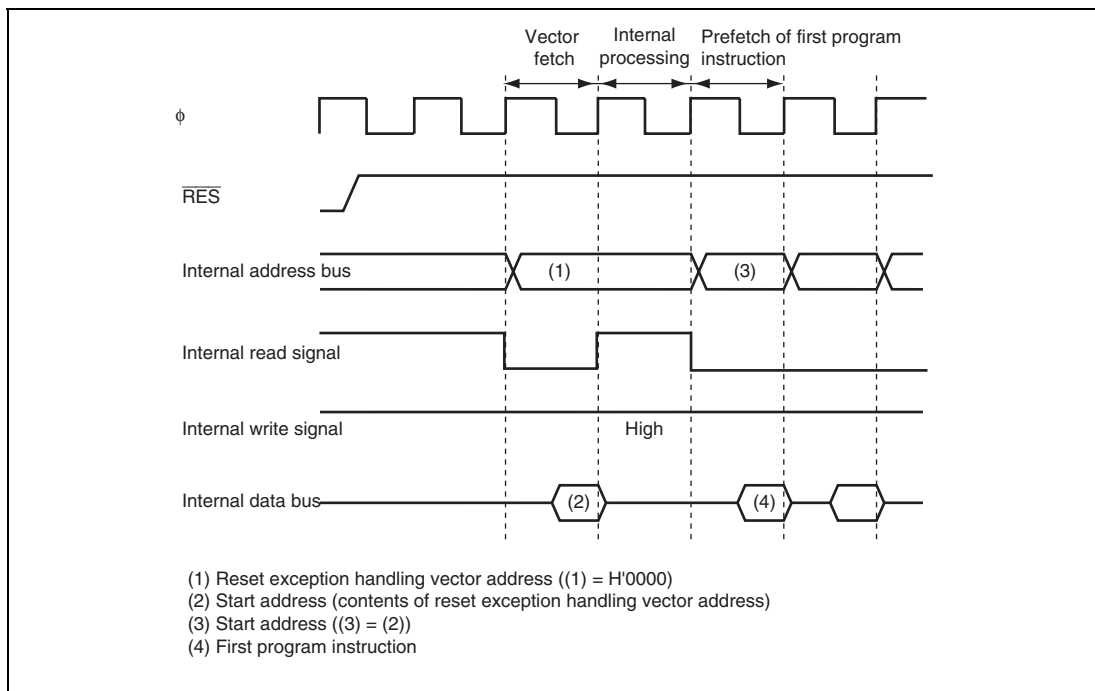 Vector
fetch
Internal
processing
Prefetch of first program
instruction
φ
RES
Internal address bus
(1)
(3)
Internal read signal
Internal write signal
High
Internal data bus
(2)
(4)
(1) Reset exception handling vector address ((1) = H'0000)
(2) Start address (contents of reset exception handling vector address)
(3) Start address ((3) = (2))
(4) First program instruction